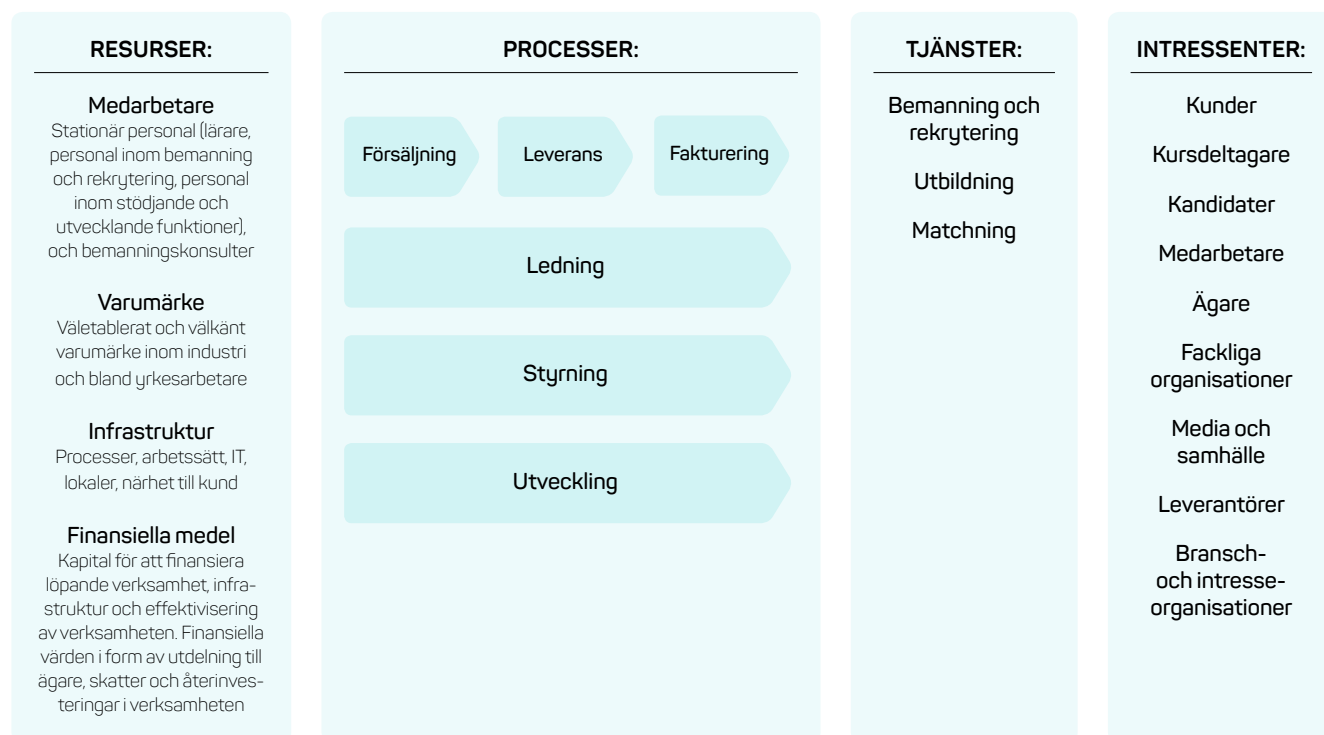 RESURSER:
Medarbetare
Stationär personal (lärare,
personal inom bemanning
och rekrytering, personal
inom stödjande och
utvecklande funktioner),
och bemanningskonsulter
Varumärke
Väletablerat och välkänt
varumärke inom industri
och bland yrkesarbetare
Infrastruktur
Processer, arbetssätt, IT,
lokaler, närhet till kund
Finansiella medel
Kapital för att finansiera
löpande verksamhet, infra-
struktur och effektivisering
av verksamheten. Finansiella
värden i form av utdelning till
ägare, skatter och återinves-
teringar i verksamheten
PROCESSER:
Försäljning
Leverans
Fakturering
Ledning
Styrning
Utveckling
TJÄNSTER:
Bemanning och
rekrytering
Utbildning
Matchning
INTRESSENTER:
Kunder
Kursdeltagare
Kandidater
Medarbetare
Ägare
Fackliga
organisationer
Media och
samhälle
Leverantörer
Bransch-
och intresse-
organisationer